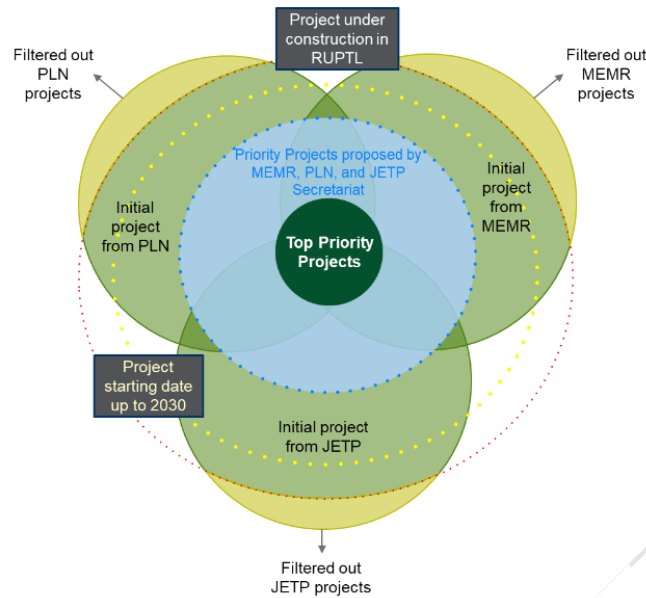 Project under
construction in
RUPTL
Filtered out
PLN
projects
Filtered out
MEMR
projects
Priority Projects proposed by
MEMR, PLN, and JETP
Secretariat
Initial
project
from PLN
Initial
project
from
MEMR
Top Priority
Projects
Project
starting date
up to 2030
Initial project
from JETP
Filtered out
JETP projects